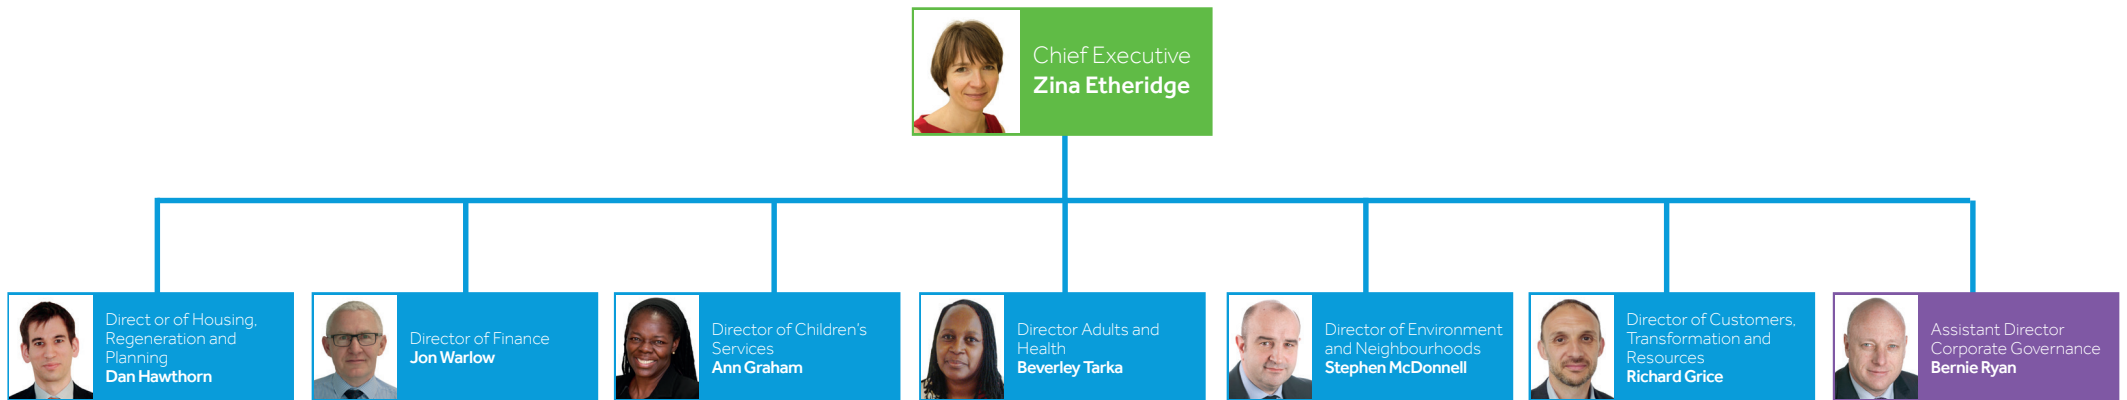 Chief Executive
Zina Etheridge
Direct or of Housing,
Regeneration and
Planning
Dan Hawthorn
Director of Finance
Jon Warlow
Director of Children's
Services
Ann Graham
Director Adults and
Health
Beverley Tarka
Director of Environment
and Neighbourhoods
Stephen McDonnell
Director of Customers,
Transformation and
Resources
Richard Grice
Assistant Director
Corporate Governance
Bernie Ryan